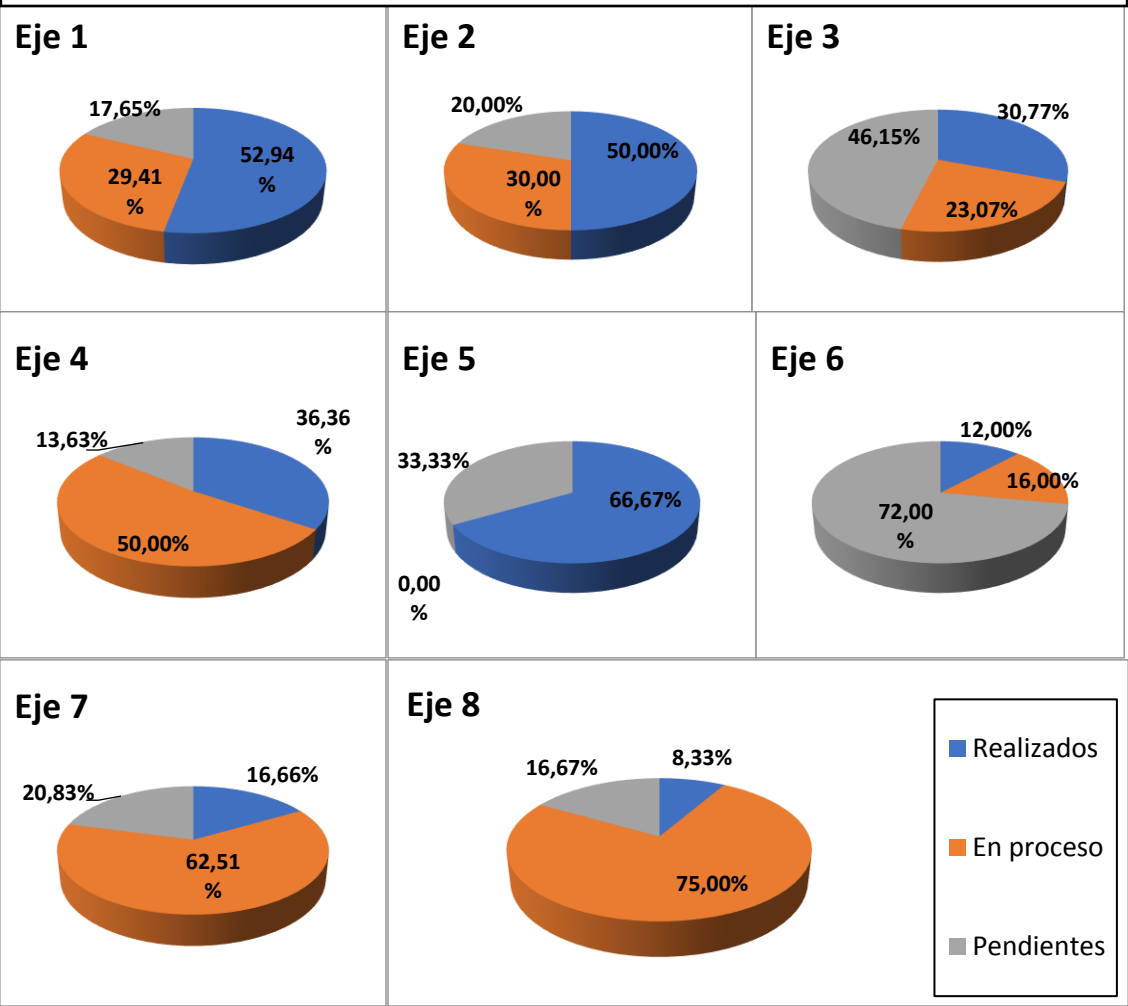 Eje 1
17,65%
52,94
%
29,41
%
Eje 2
20,00%
50,00%
30,00
%
Eje 3
30,77%
46,15%
23,07%
Eje 4
36,36
%
13,63%
50,00%
Eje 5
33,33%
66,67%
0,00
%
Eje 6
12,00%
16,00%
72,00
%
Eje 7
16,66%
20,83%
62,51
%
Eje 8
8,33%
16,67%
75,00%
Realizados
En proceso
Pendientes